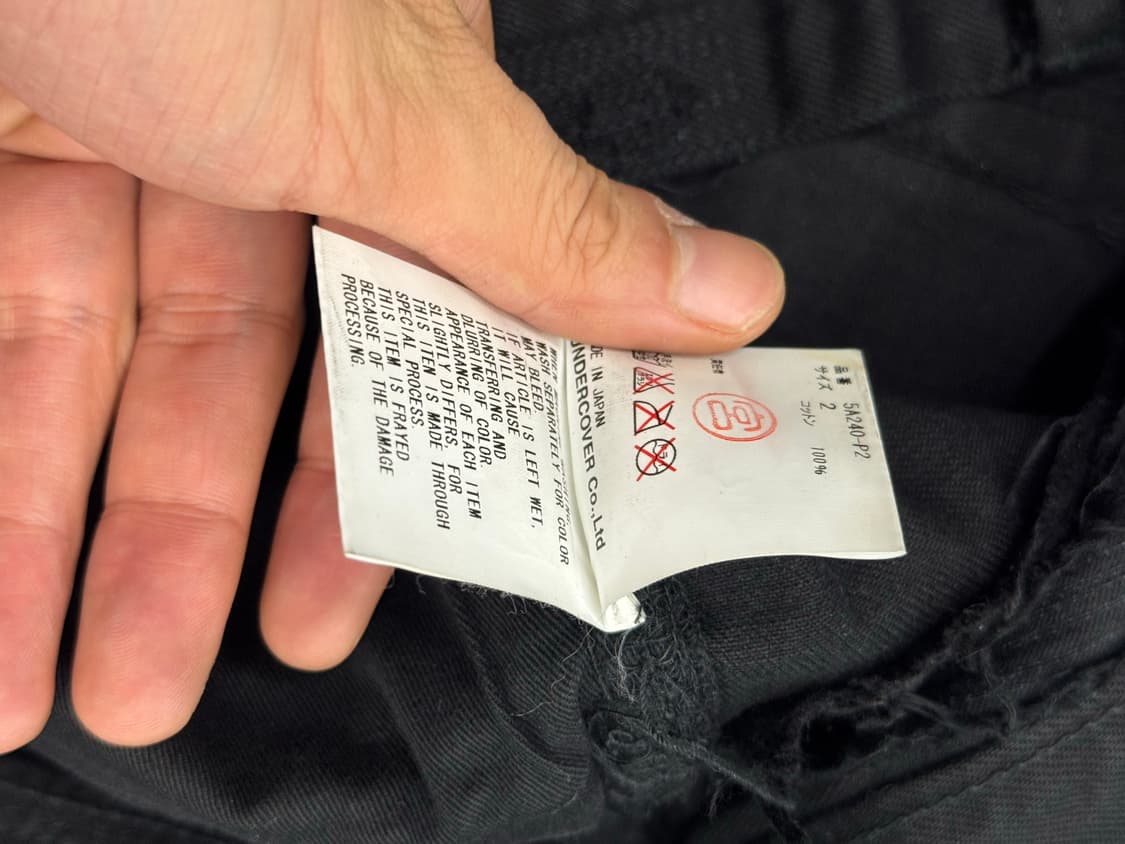 品番 5A240-P2
サイズ 2
コットン 100%
DE IN JAPAN
UNDERCOVER Co.,Ltd
WASH SEPARATELY FOR COLOR
MAY BLEED.
IF ARTICLE IS LEFT WET,
IT WILL CAUSE
TRANSFERRING AND
DLURRING OF COLOR.
APPEARANCE OF EACH ITEM
SLIGHTLY DIFFERS, FOR
THIS ITEN IS MADE THROUGH
SPECIAL PROCESS.
THIS ITEM IS FRAYED
BECAUSE OF THE DAMAGE
PROCESSING.